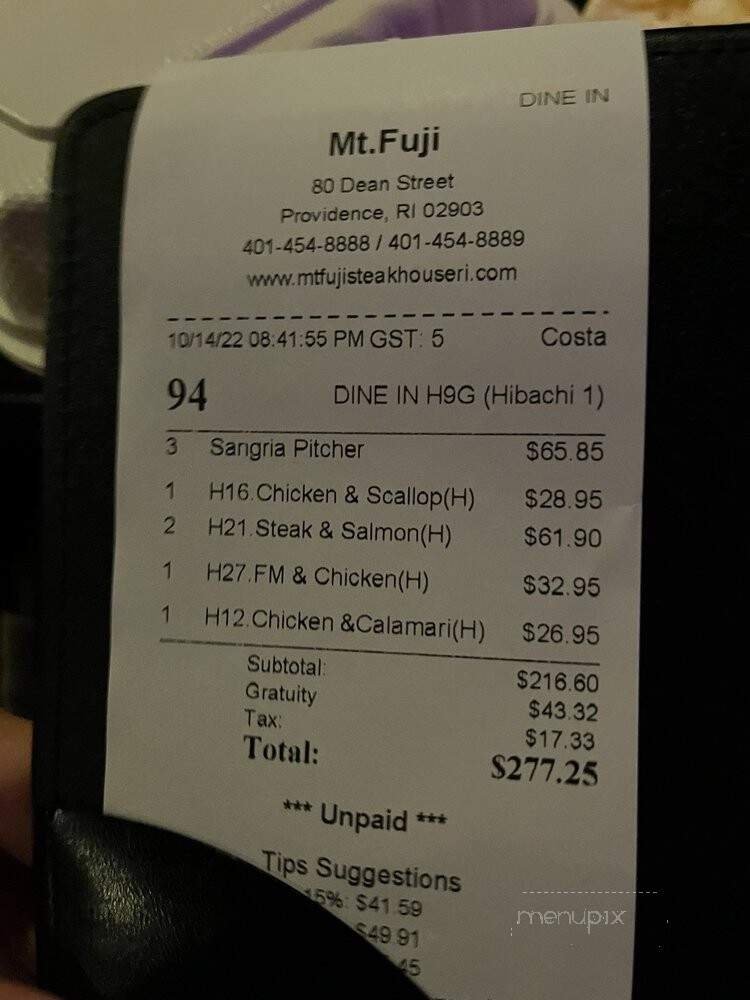 DINE IN
Mt.Fuji
80 Dean Street
Providence, RI 02903
401-454-8888 / 401-454-8889
www.mtfujisteakhouseri.com
10/14/22 08:41:55 PM GST: 5 Costa
94 DINE IN H9G (Hibachi 1)
3 Sangria Pitcher $65.85
1 H16.Chicken & Scallop(H) $28.95
2 H21.Steak & Salmon(H) $61.90
1 H27.FM & Chicken(H) $32.95
1 H12.Chicken &Calamari(H) $26.95
Subtotal: $216.60
Gratuity $43.32
Tax: $17.33
Total: $277.25
*** Unpaid ***
Tips Suggestions
15%: $41.59
$49.91
45
menupix